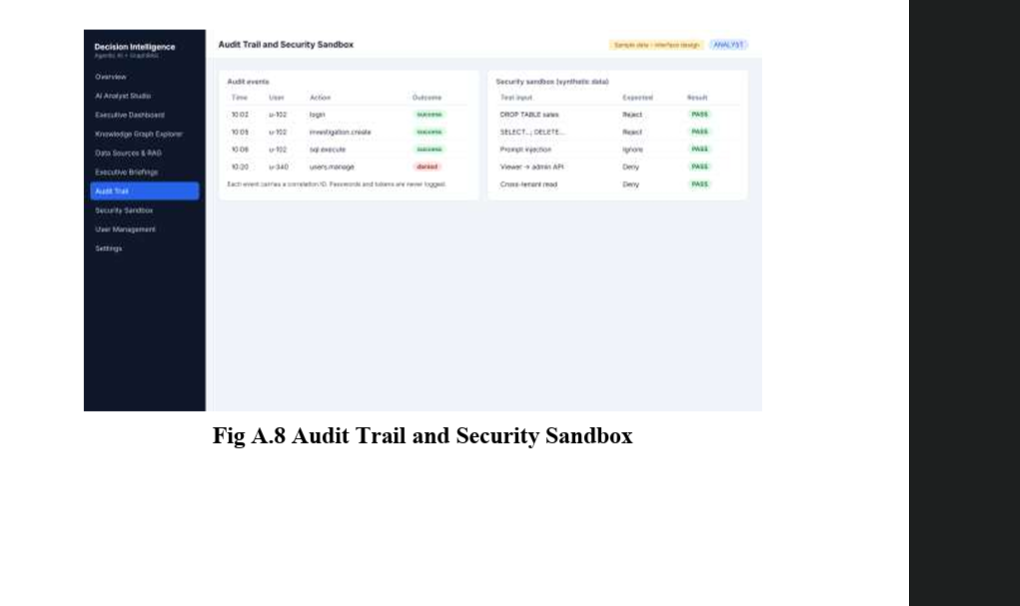 Decision Intelligence
Agentic AI + GraphRAG
Overview
AI Analyst Studio
Executive Dashboard
Knowledge Graph Explorer
Data Sources & RAG
Executive Briefings
Audit Trail
Security Sandbox
User Management
Settings
Audit Trail and Security Sandbox
Sample data - interface design
ANALYST
Audit events
Time User Action Outcome
10:02 u-102 login success
10:05 u-102 investigation.create success
10:06 u-102 sql.execute success
10:20 u-340 users.manage denied
Each event carries a correlation ID. Passwords and tokens are never logged.
Security sandbox (synthetic data)
Test input Expected Result
DROP TABLE sales Reject PASS
SELECT...; DELETE... Reject PASS
Prompt injection Ignore PASS
Viewer → admin API Deny PASS
Cross-tenant read Deny PASS
Fig A.8 Audit Trail and Security Sandbox